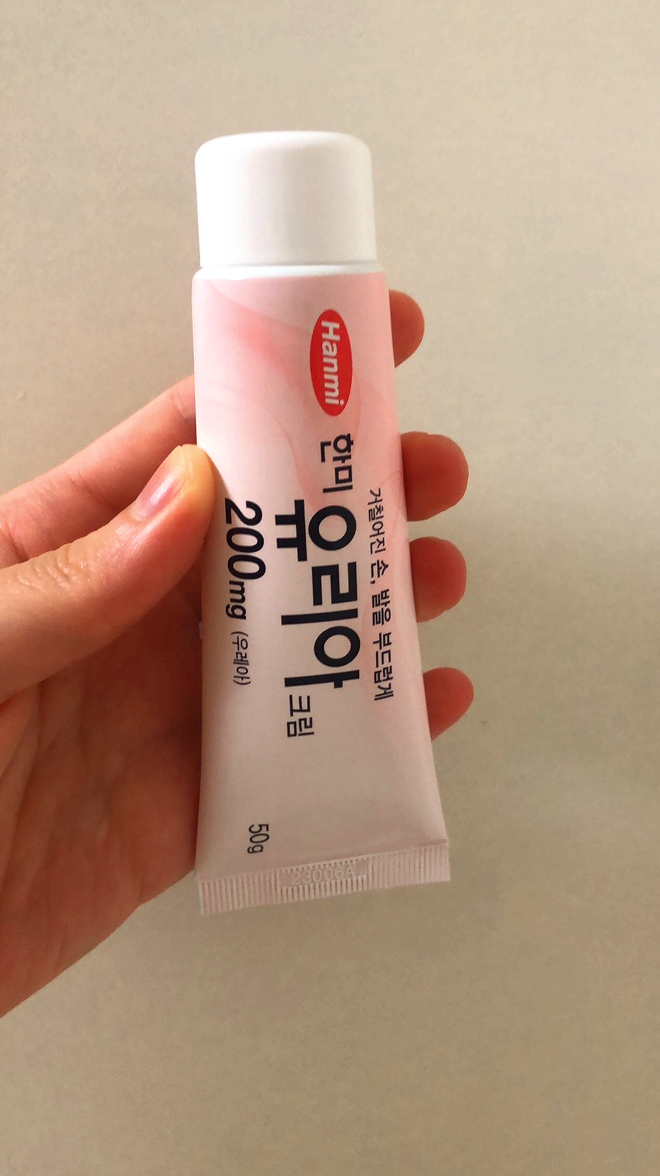 Hanmi
거칠어진 손, 발을 부드럽게
한미
유리아 크림
200mg (우레아)
50g
23006A